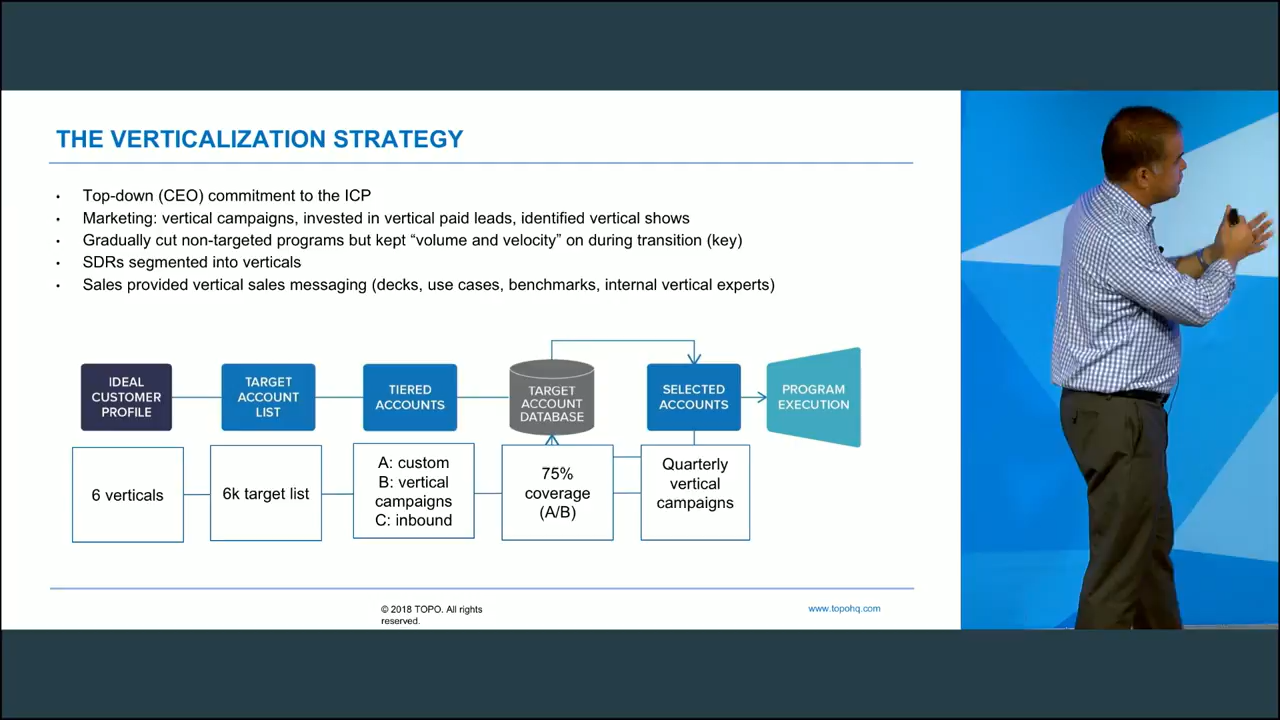 THE VERTICALIZATION STRATEGY
• Top-down (CEO) commitment to the ICP
• Marketing: vertical campaigns, invested in vertical paid leads, identified vertical shows
• Gradually cut non-targeted programs but kept “volume and velocity” on during transition (key)
• SDRs segmented into verticals
• Sales provided vertical sales messaging (decks, use cases, benchmarks, internal vertical experts)
IDEAL
CUSTOMER
PROFILE
TARGET
ACCOUNT
LIST
TIERED
ACCOUNTS
TARGET
ACCOUNT
DATABASE
SELECTED
ACCOUNTS
PROGRAM
EXECUTION
6 verticals
6k target list
A: custom
B: vertical
campaigns
C: inbound
75%
coverage
(A/B)
Quarterly
vertical
campaigns
© 2018 TOPO. All rights
reserved.
www.topohq.com